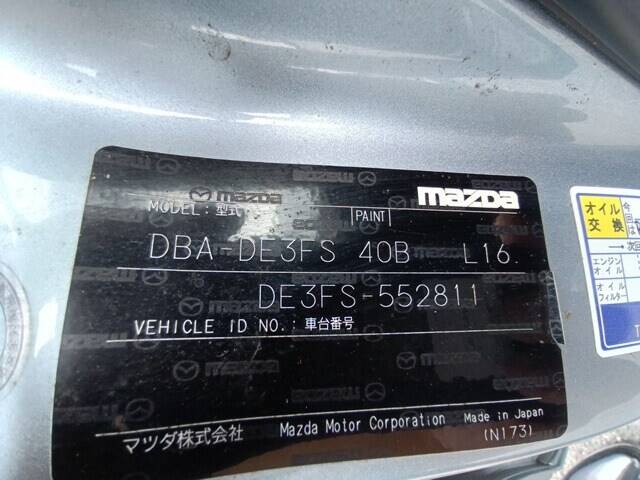 mazda mazda
MODEL: 型式 PAINT
DBA-DE3FS 40B L16.
DE3FS-552811
VEHICLE ID NO.: 車台番号
マツダ株式会社 Mazda Motor Corporation Made in Japan
(N173)
オイル
交換
エンジン
オイル
オイル
フィルター